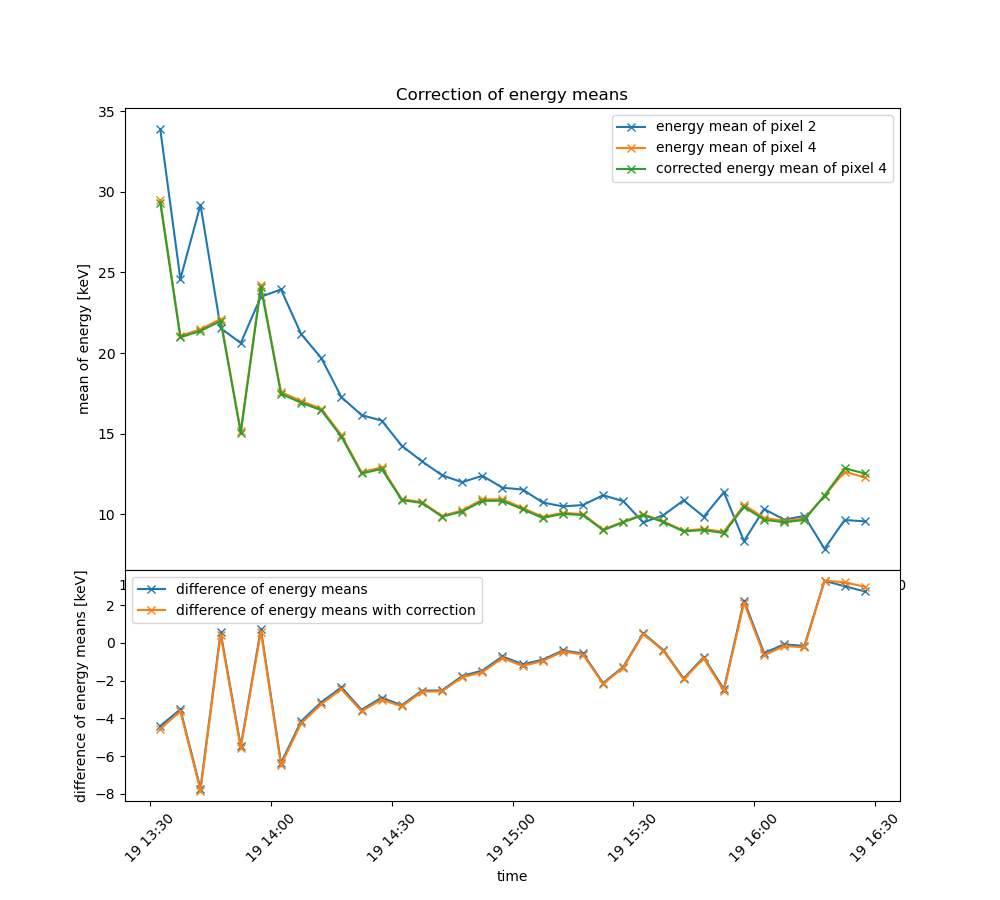 Correction of energy means
35
30
25
20
15
10
mean of energy [keV]
energy mean of pixel 2
energy mean of pixel 4
corrected energy mean of pixel 4
difference of energy means
difference of energy means with correction
2
0
−2
−4
−6
−8
difference of energy means [keV]
19 13:30
19 14:00
19 14:30
19 15:00
19 15:30
19 16:00
19 16:30
time